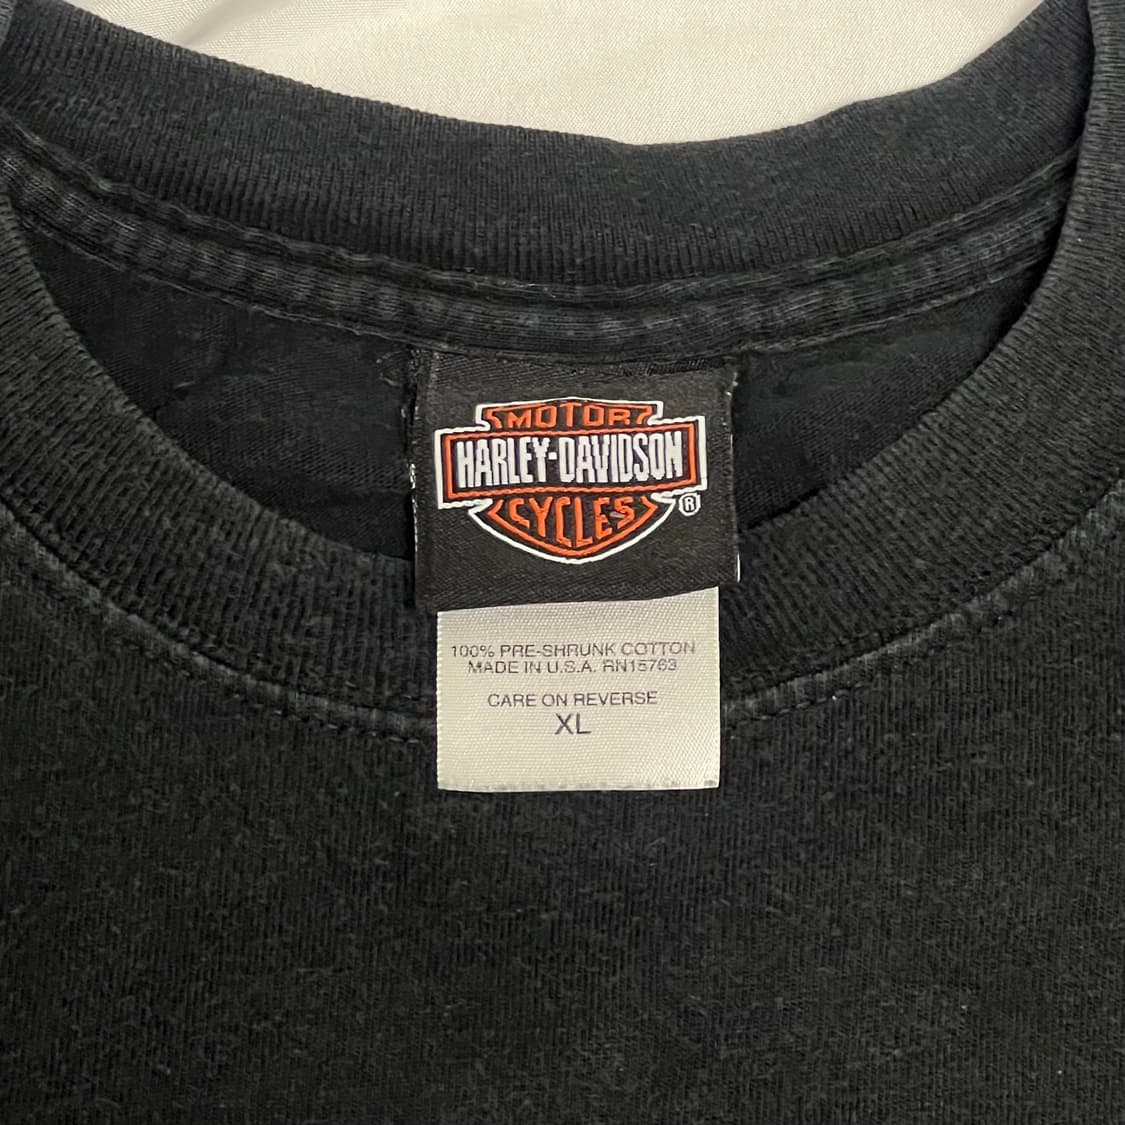 MOTOR
HARLEY-DAVIDSON
CYCLES
®
100% PRE-SHRUNK COTTON
MADE IN U.S.A. RN15763
CARE ON REVERSE
XL